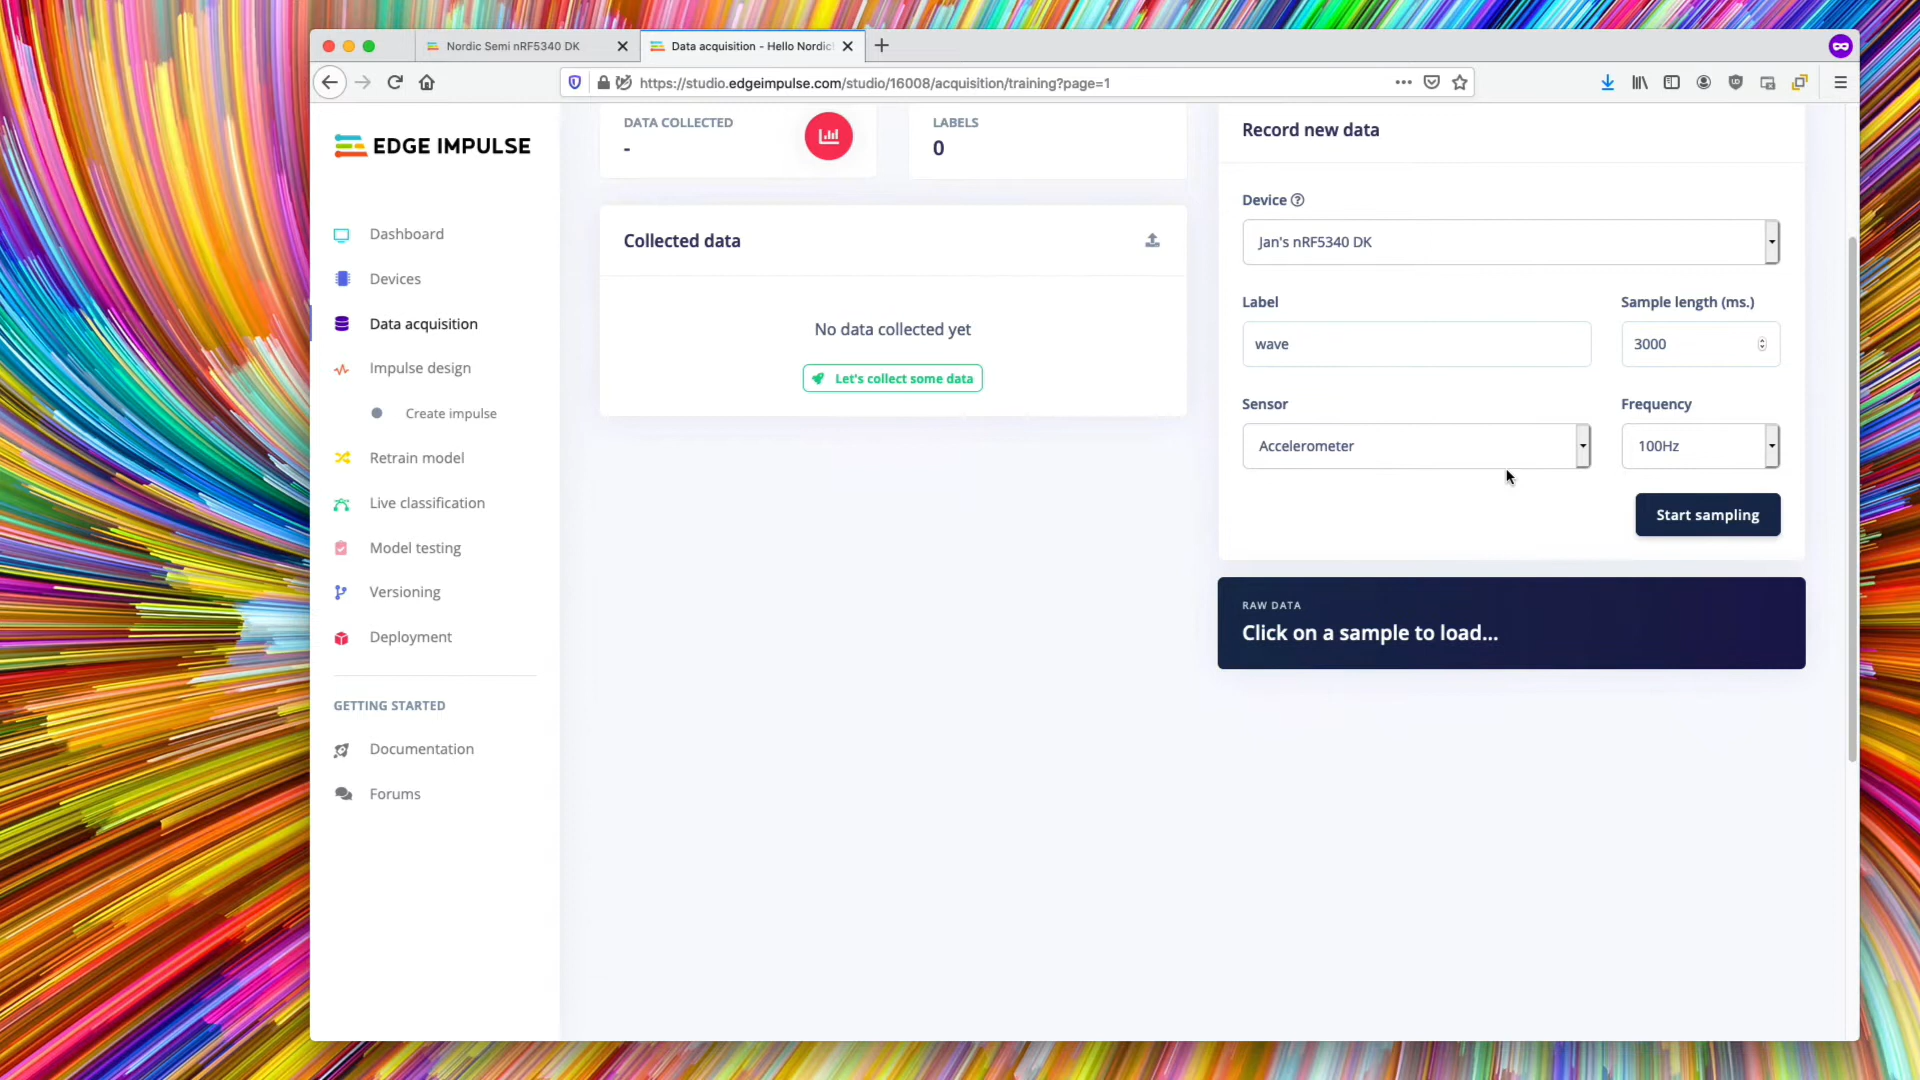 Nordic Semi nRF5340 DK
Data acquisition - Hello Nordic
https://studio.edgeimpulse.com/studio/16008/acquisition/training?page=1
EDGE IMPULSE
Dashboard
Devices
Data acquisition
Impulse design
Create impulse
Retrain model
Live classification
Model testing
Versioning
Deployment
GETTING STARTED
Documentation
Forums
DATA COLLECTED
-
LABELS
0
Collected data
No data collected yet
Let's collect some data
Record new data
Device
Jan's nRF5340 DK
Label
Sample length (ms.)
wave
3000
Sensor
Frequency
Accelerometer
100Hz
Start sampling
RAW DATA
Click on a sample to load...